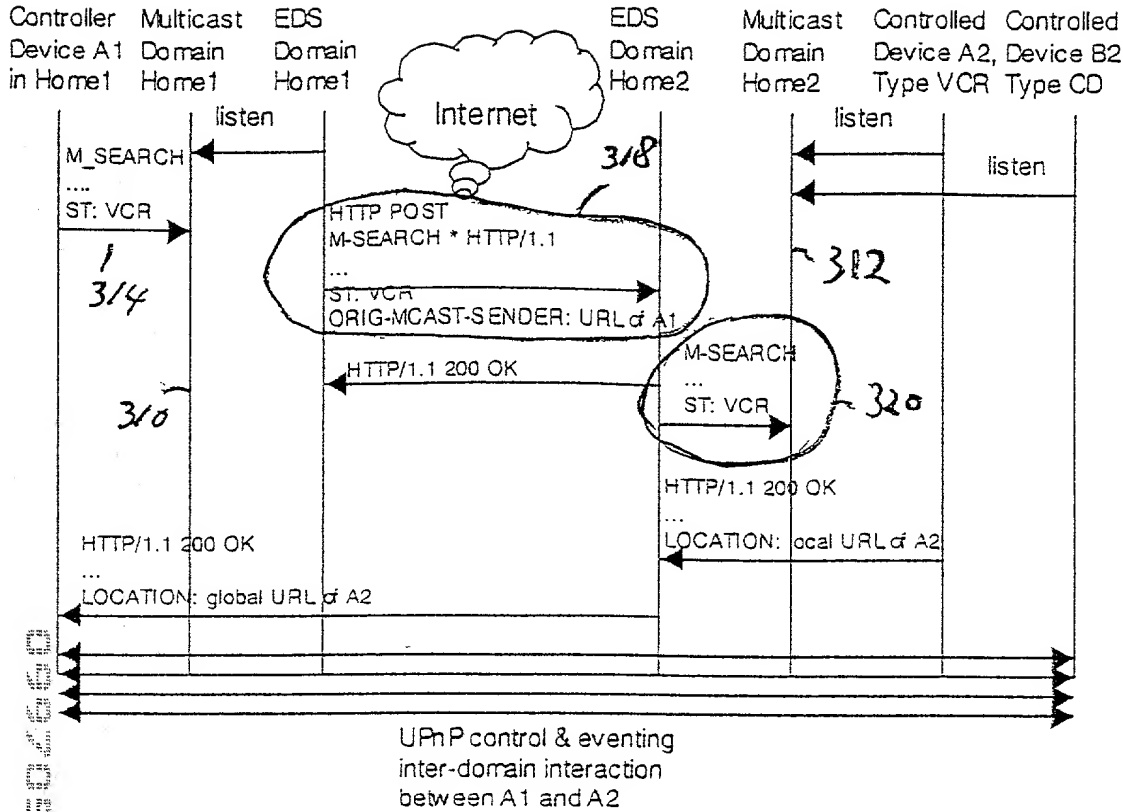 Controller Device A1 in Home1
Multicast Domain Home1
EDS Domain Home1
Internet
EDS Domain Home2
Multicast Domain Home2
Controlled Device A2, Type VCR
Controlled Device B2 Type CD
listen
listen
listen
M_SEARCH
....
ST: VCR
314
310
318
HTTP POST
M-SEARCH * HTTP/1.1
...
ST: VCR
ORIG-MCAST-SENDER: URL of A1
312
HTTP/1.1 200 OK
M-SEARCH
...
ST: VCR
320
HTTP/1.1 200 OK
...
LOCATION: ocal URL of A2
HTTP/1.1 200 OK
...
LOCATION: global URL of A2
UPnP control & eventing
inter-domain interaction
between A1 and A2